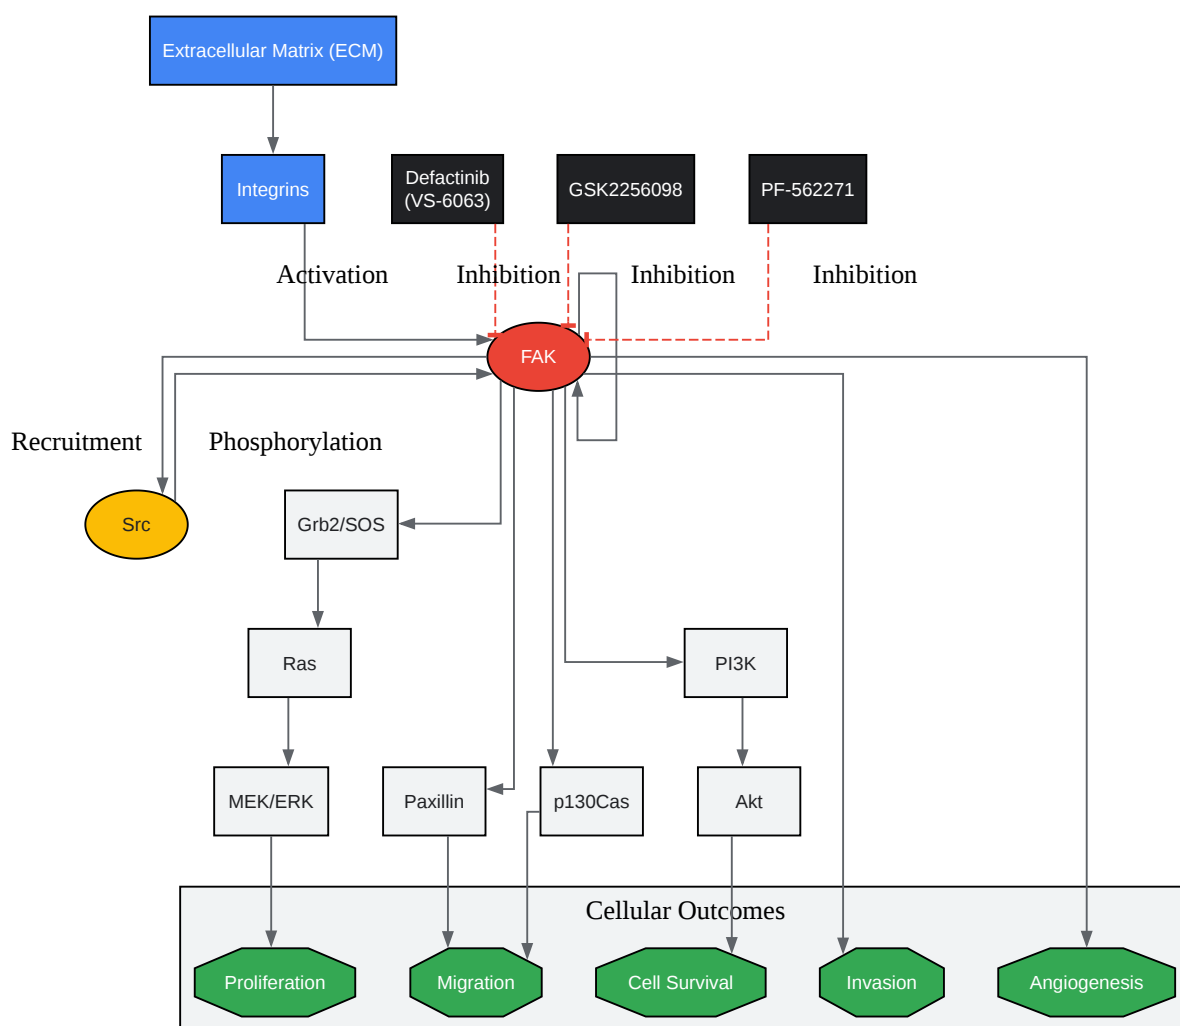 Extracellular Matrix (ECM)
Integrins
Defactinib
(VS-6063)
GSK2256098
PF-562271
Activation
Inhibition
Inhibition
Inhibition
FAK
Recruitment
Phosphorylation
Src
Grb2/SOS
Ras
PI3K
MEK/ERK
Paxillin
p130Cas
Akt
Cellular Outcomes
Proliferation
Migration
Cell Survival
Invasion
Angiogenesis